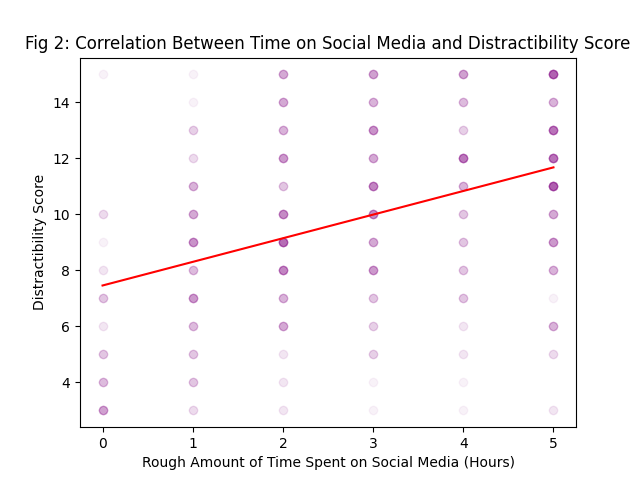 Fig 2: Correlation Between Time on Social Media and Distractibility Score
14
12
10
8
6
4
Distractibility Score
0 1 2 3 4 5
Rough Amount of Time Spent on Social Media (Hours)